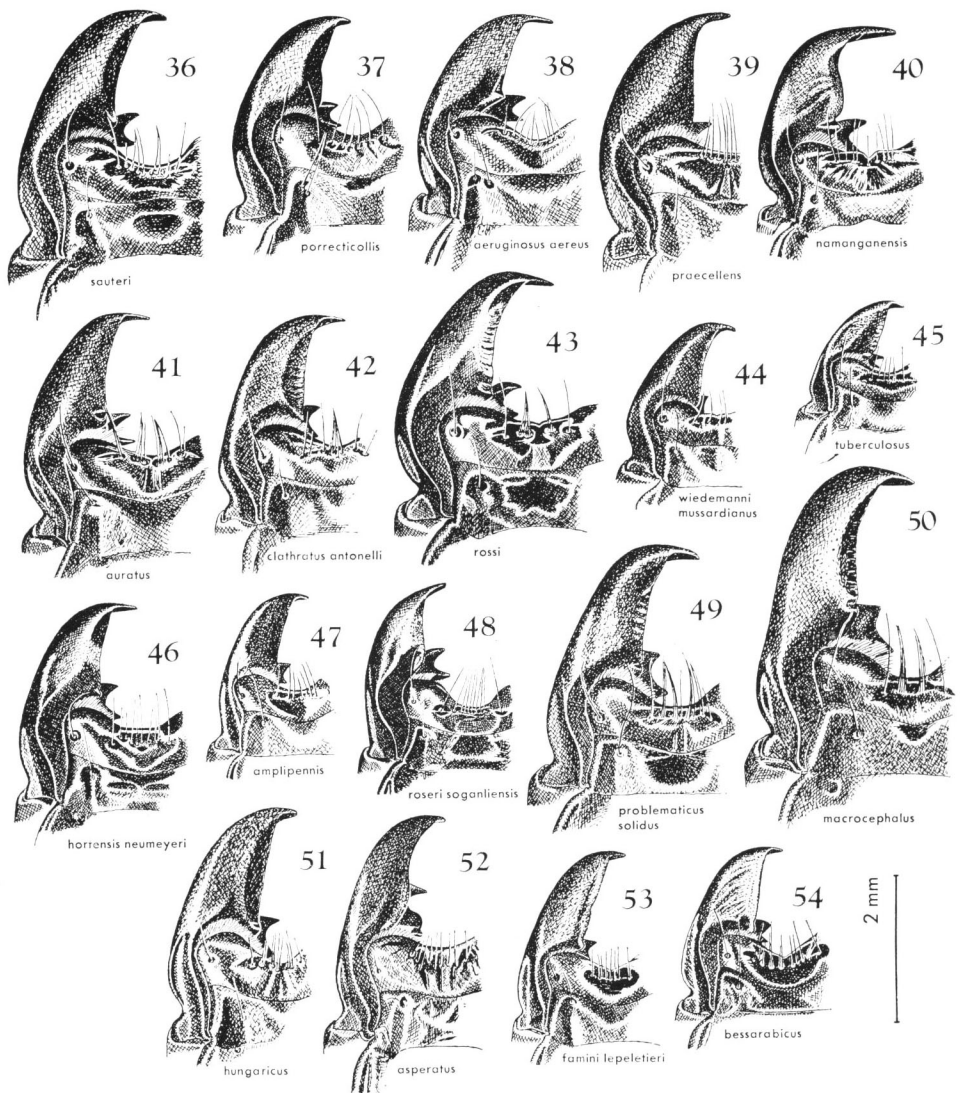 36
37
38
39
40
sauteri
porrecticollis
aeruginosus aereus
praecellens
namanganensis
41
42
43
44
45
auratus
clathratus antonelli
rossi
wiedemanni
mussardianus
tuberculosus
46
47
48
49
50
hortensis neumeyeri
amplipennis
roseri soganliensis
problematicus
solidus
macrocephalus
51
52
53
54
2 mm
hungaricus
asperatus
famini lepeletieri
bessarabicus